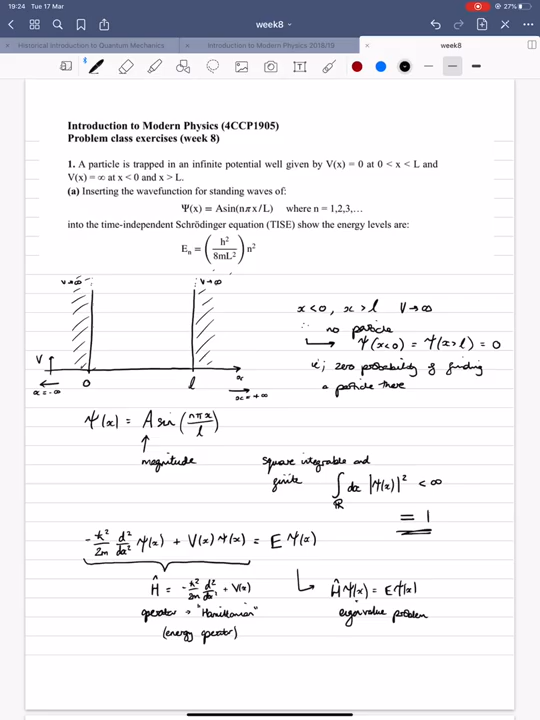 19:24 Tue 17 Mar
27%
week8
Historical Introduction to Quantum Mechanics
Introduction to Modern Physics 2018/19
week8
Introduction to Modern Physics (4CCP1905)
Problem class exercises (week 8)
1. A particle is trapped in an infinite potential well given by V(x) = 0 at 0 < x < L and
V(x) = ∞ at x < 0 and x > L.
(a) Inserting the wavefunction for standing waves of:
Ψ(x) = Asin(nπx/L) where n = 1,2,3,…
into the time-independent Schrödinger equation (TISE) show the energy levels are:
Eₙ = (h²/8mL²) n²
V→∞ V→∞
V
0 l x
x=-∞ x=+∞
x<0, x>l V→∞
∴ no particle
Ψ(x<0) = Ψ(x>l) = 0
ie; zero probability of finding
a particle there
Ψ(x) = A sin (nπx/l)
magnitude
square integrable and
finite
∫ℝ dx |Ψ(x)|² < ∞
= 1
-ℏ²/2m d²/dx² Ψ(x) + V(x)Ψ(x) = E Ψ(x)
Ĥ = -ℏ²/2m d²/dx² + V(x)
operator → "Hamiltonian"
(energy operator)
ĤΨ(x) = EΨ(x)
eigenvalue problem